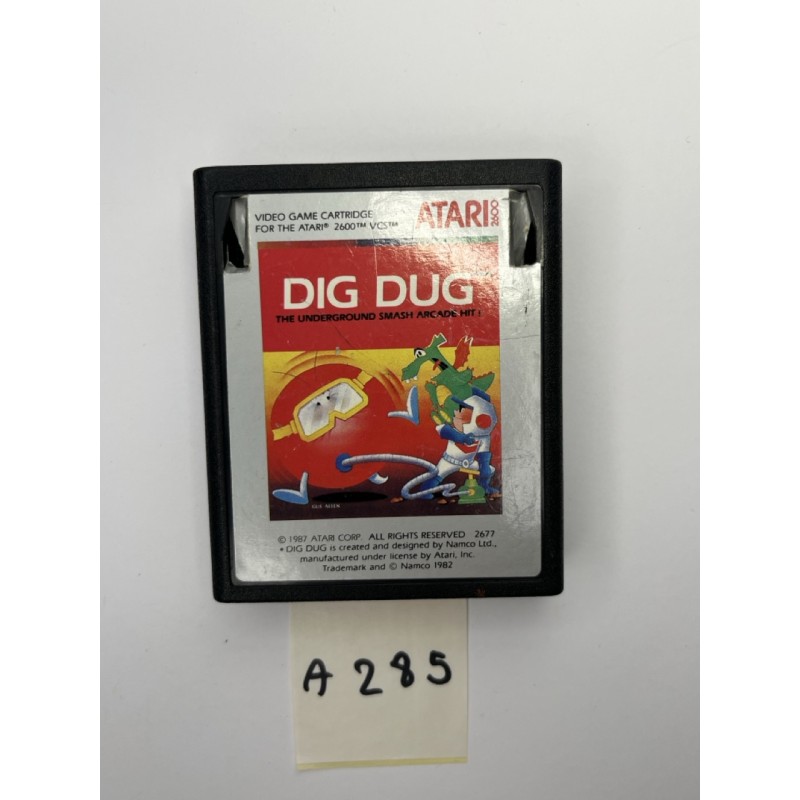 VIDEO GAME CARTRIDGE
FOR THE ATARI® 2600™ VCS™
ATARI 2600
DIG DUG™
THE UNDERGROUND SMASH ARCADE HIT!
© 1987 ATARI CORP. ALL RIGHTS RESERVED 2677
• DIG DUG is created and designed by Namco Ltd.,
manufactured under license by Atari, Inc.
Trademark and © Namco 1982
A 285